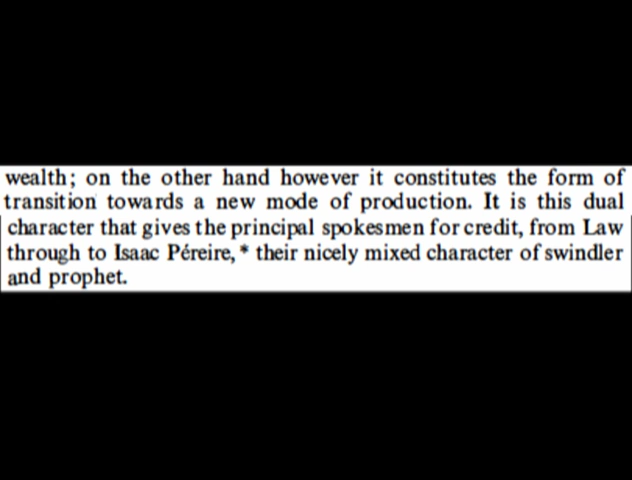 wealth; on the other hand however it constitutes the form of
transition towards a new mode of production. It is this dual
character that gives the principal spokesmen for credit, from Law
through to Isaac Péreire,* their nicely mixed character of swindler
and prophet.